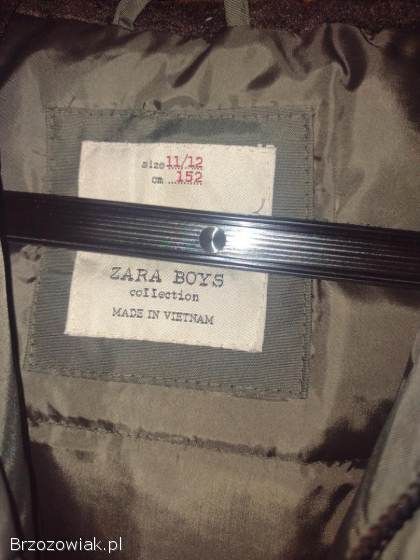 size 11/12
cm ......152
ZARA BOYS
collection
MADE IN VIETNAM
Brzozowiak.pl